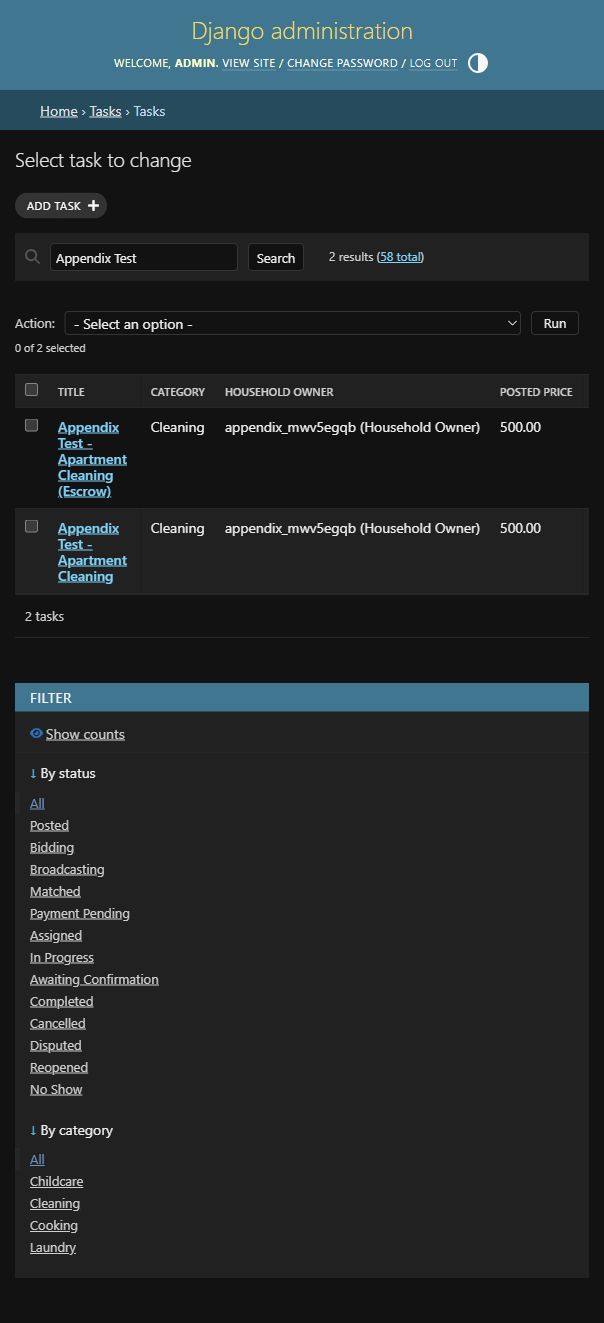 Django administration
WELCOME, ADMIN. VIEW SITE / CHANGE PASSWORD / LOG OUT
Home › Tasks › Tasks
Select task to change
ADD TASK +
Appendix Test Search 2 results (58 total)
Action: - Select an option - Run
0 of 2 selected
TITLE CATEGORY HOUSEHOLD OWNER POSTED PRICE
Appendix Cleaning appendix_mwv5egqb (Household Owner) 500.00
Test -
Apartment
Cleaning
(Escrow)
Appendix Cleaning appendix_mwv5egqb (Household Owner) 500.00
Test -
Apartment
Cleaning
2 tasks
FILTER
Show counts
↓ By status
All
Posted
Bidding
Broadcasting
Matched
Payment Pending
Assigned
In Progress
Awaiting Confirmation
Completed
Cancelled
Disputed
Reopened
No Show
↓ By category
All
Childcare
Cleaning
Cooking
Laundry